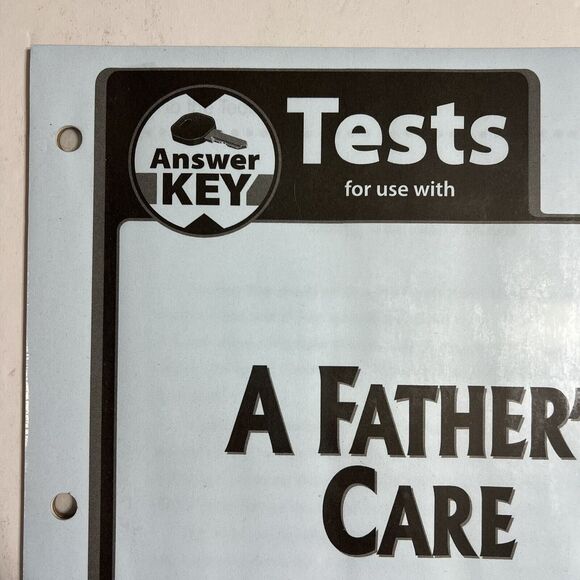 Answer
KEY
Tests
for use with
A FATHER'
CARE